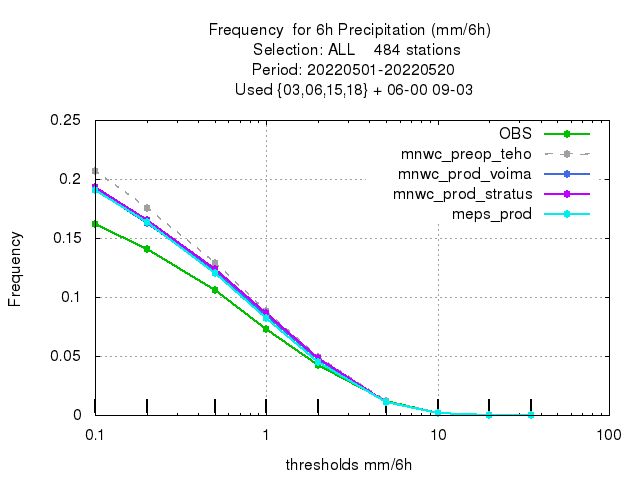 Frequency  for 6h Precipitation (mm/6h)
Selection: ALL    484 stations
Period: 20220501-20220520
Used {03,06,15,18} + 06-00 09-03
0.25
0.2
0.15
0.1
0.05
0
Frequency
OBS
mnwc_preop_teho
mnwc_prod_voima
mnwc_prod_stratus
meps_prod
0.1
1
10
100
thresholds mm/6h